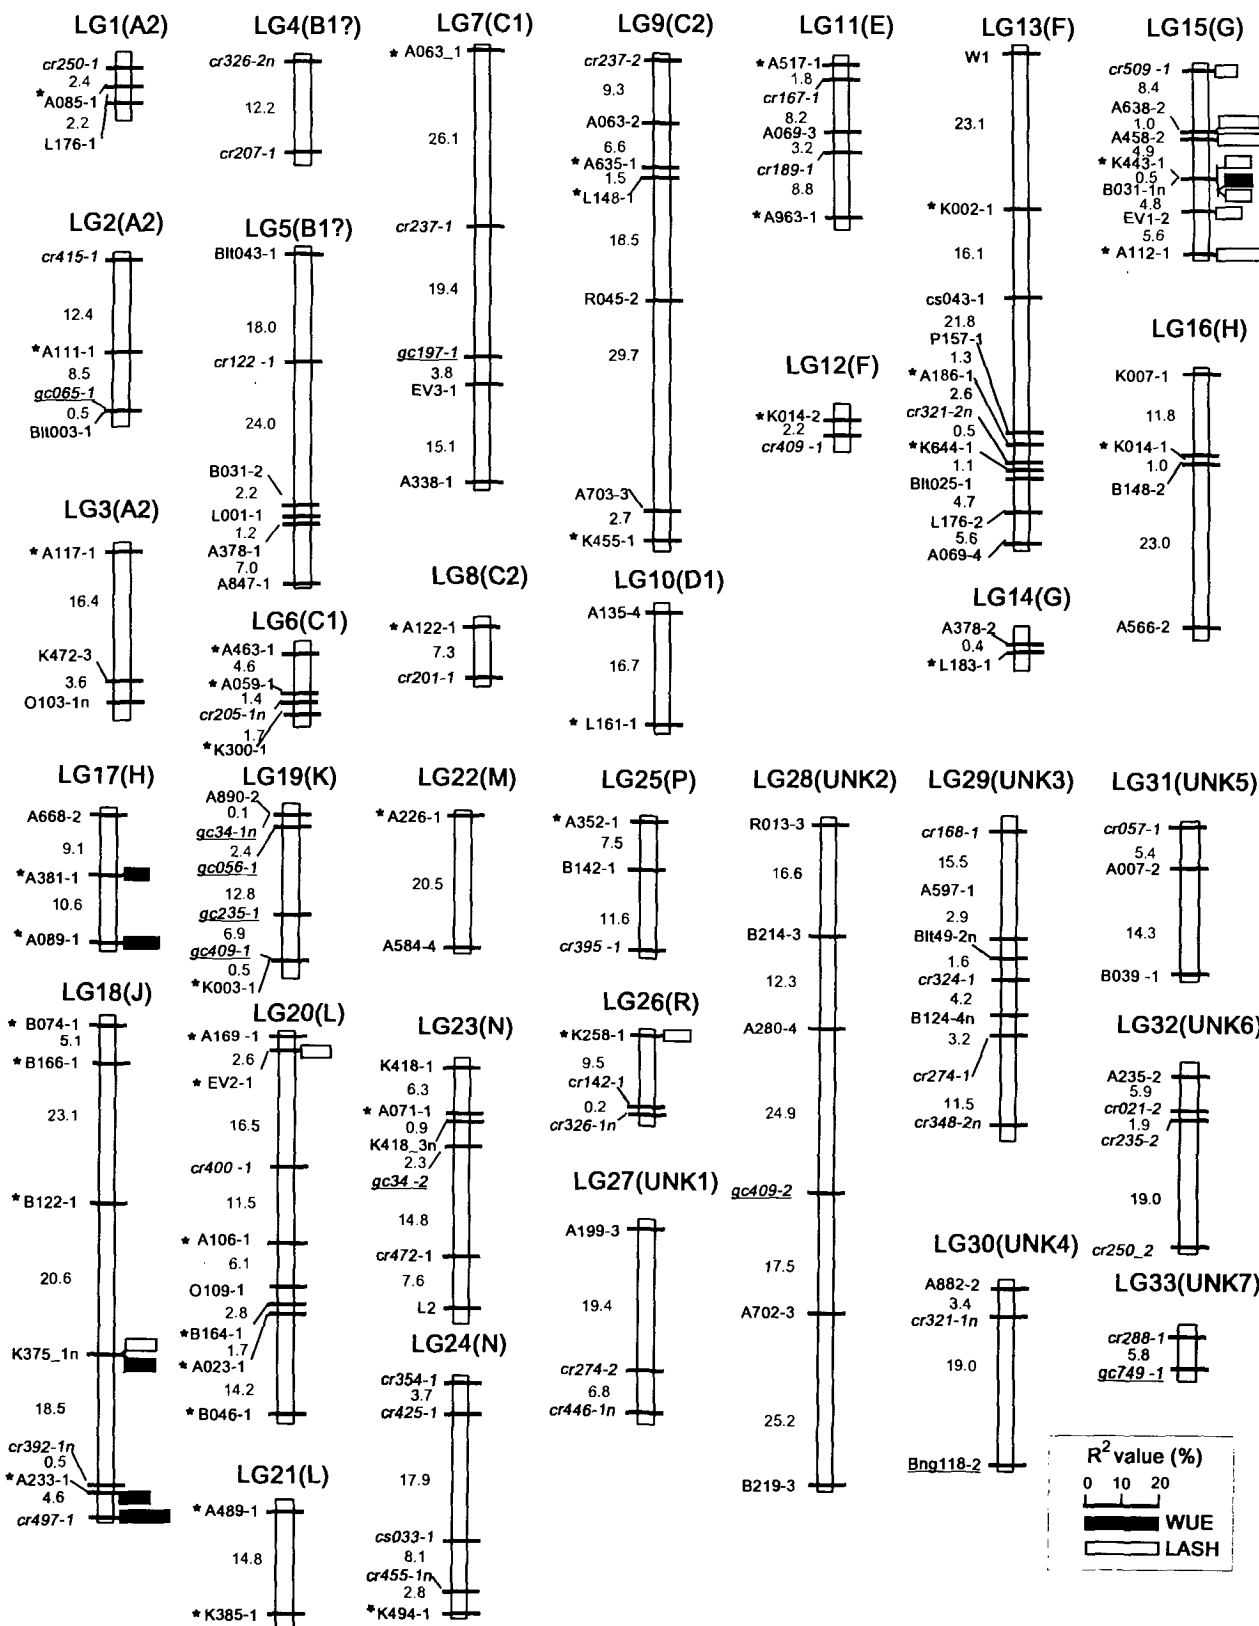 LG1(A2)
cr250-1
2.4
*A085-1
2.2
L176-1
LG2(A2)
cr415-1
12.4
*A111-1
8.5
gc065-1
0.5
Blt003-1
LG3(A2)
*A117-1
16.4
K472-3
3.6
O103-1n
LG4(B1?)
cr326-2n
12.2
cr207-1
LG5(B1?)
Blt043-1
18.0
cr122 -1
24.0
B031-2
2.2
L001-1
1.2
A378-1
7.0
A847-1
LG6(C1)
*A463-1
4.6
*A059-1
1.4
cr205-1n
1.7
*K300-1
LG7(C1)
* A063_1
26.1
cr237-1
19.4
gc197-1
3.8
EV3-1
15.1
A338-1
LG8(C2)
* A122-1
7.3
cr201-1
LG9(C2)
cr237-2
9.3
A063-2
6.6
*A635-1
1.5
*L148-1
18.5
R045-2
29.7
A703-3
2.7
*K455-1
LG10(D1)
A135-4
16.7
* L161-1
LG11(E)
*A517-1
1.8
cr167-1
8.2
A069-3
3.2
cr189-1
8.8
*A963-1
LG12(F)
*K014-2
2.2
cr409 -1
LG13(F)
W1
23.1
*K002-1
16.1
cs043-1
21.8
P157-1
1.3
*A186-1
2.6
cr321-2n
0.5
*K644-1
1.1
Blt025-1
4.7
L176-2
5.6
A069-4
LG14(G)
A378-2
0.4
*L183-1
LG15(G)
cr509 -1
8.4
A638-2
1.0
A458-2
4.9
* K443-1
0.5
B031-1n
4.8
EV1-2
5.6
* A112-1
LG16(H)
K007-1
11.8
* K014-1
1.0
B148-2
23.0
A566-2
LG17(H)
A668-2
9.1
*A381-1
10.6
*A089-1
LG18(J)
* B074-1
5.1
*B166-1
23.1
*B122-1
20.6
K375_1n
18.5
cr392-1n
0.5
*A233-1
4.6
cr497-1
LG19(K)
A890-2
0.1
gc34-1n
2.4
gc056-1
12.8
gc235-1
6.9
gc409-1
0.5
*K003-1
LG20(L)
* A169 -1
2.6
* EV2-1
16.5
cr400 -1
11.5
* A106-1
6.1
O109-1
2.8
*B164-1
1.7
* A023-1
14.2
*B046-1
LG21(L)
*A489-1
14.8
*K385-1
LG22(M)
*A226-1
20.5
A584-4
LG23(N)
K418-1
6.3
* A071-1
0.9
K418_3n
2.3
gc34 -2
14.8
cr472-1
7.6
L2
LG24(N)
cr354-1
3.7
cr425-1
17.9
cs033-1
8.1
cr455-1n
2.8
*K494-1
LG25(P)
*A352-1
7.5
B142-1
11.6
cr395 -1
LG26(R)
*K258-1
9.5
cr142-1
0.2
cr326-1n
LG27(UNK1)
A199-3
19.4
cr274-2
6.8
cr446-1n
LG28(UNK2)
R013-3
16.6
B214-3
12.3
A280-4
24.9
gc409-2
17.5
A702-3
25.2
B219-3
LG29(UNK3)
cr168-1
15.5
A597-1
2.9
Blt49-2n
1.6
cr324-1
4.2
B124-4n
3.2
cr274-1
11.5
cr348-2n
LG30(UNK4)
A882-2
3.4
cr321-1n
19.0
Bng118-2
LG31(UNK5)
cr057-1
5.4
A007-2
14.3
B039 -1
LG32(UNK6)
A235-2
5.9
cr021-2
1.9
cr235-2
19.0
cr250_2
LG33(UNK7)
cr288-1
5.8
gc749 -1
R² value (%)
0 10 20
WUE
LASH